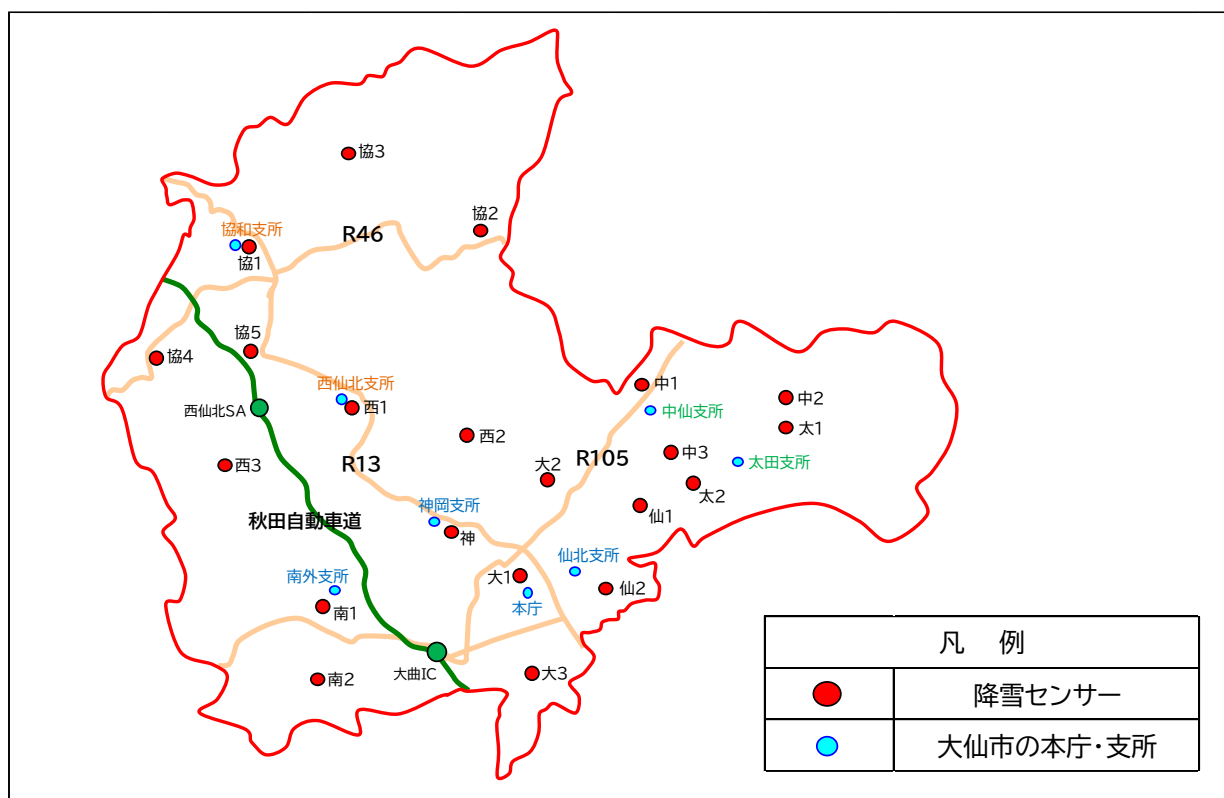 協3
協2
協和支所
R46
協1
協5
協4
西仙北支所
中1
中2
西仙北SA
西1
中仙支所
太1
西2
中3
太田支所
R13
R105
大2
西3
太2
神岡支所
仙1
秋田自動車道
神
仙北支所
南外支所
大1
仙2
本庁
南1
大曲IC
大3
南2
凡 例
降雪センサー
大仙市の本庁・支所